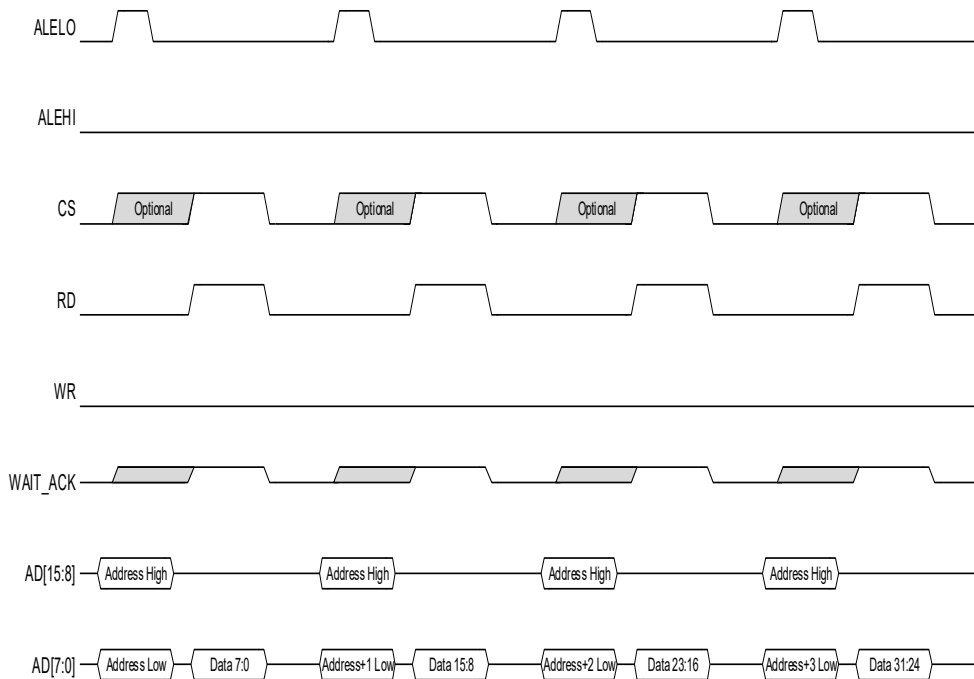 ALELO
ALEHI
CS Optional Optional Optional Optional
RD
WR
WAIT_ACK
AD[15:8] Address High Address High Address High Address High
AD[7:0] Address Low Data 7:0 Address+1 Low Data 15:8 Address+2 Low Data 23:16 Address+3 Low Data 31:24